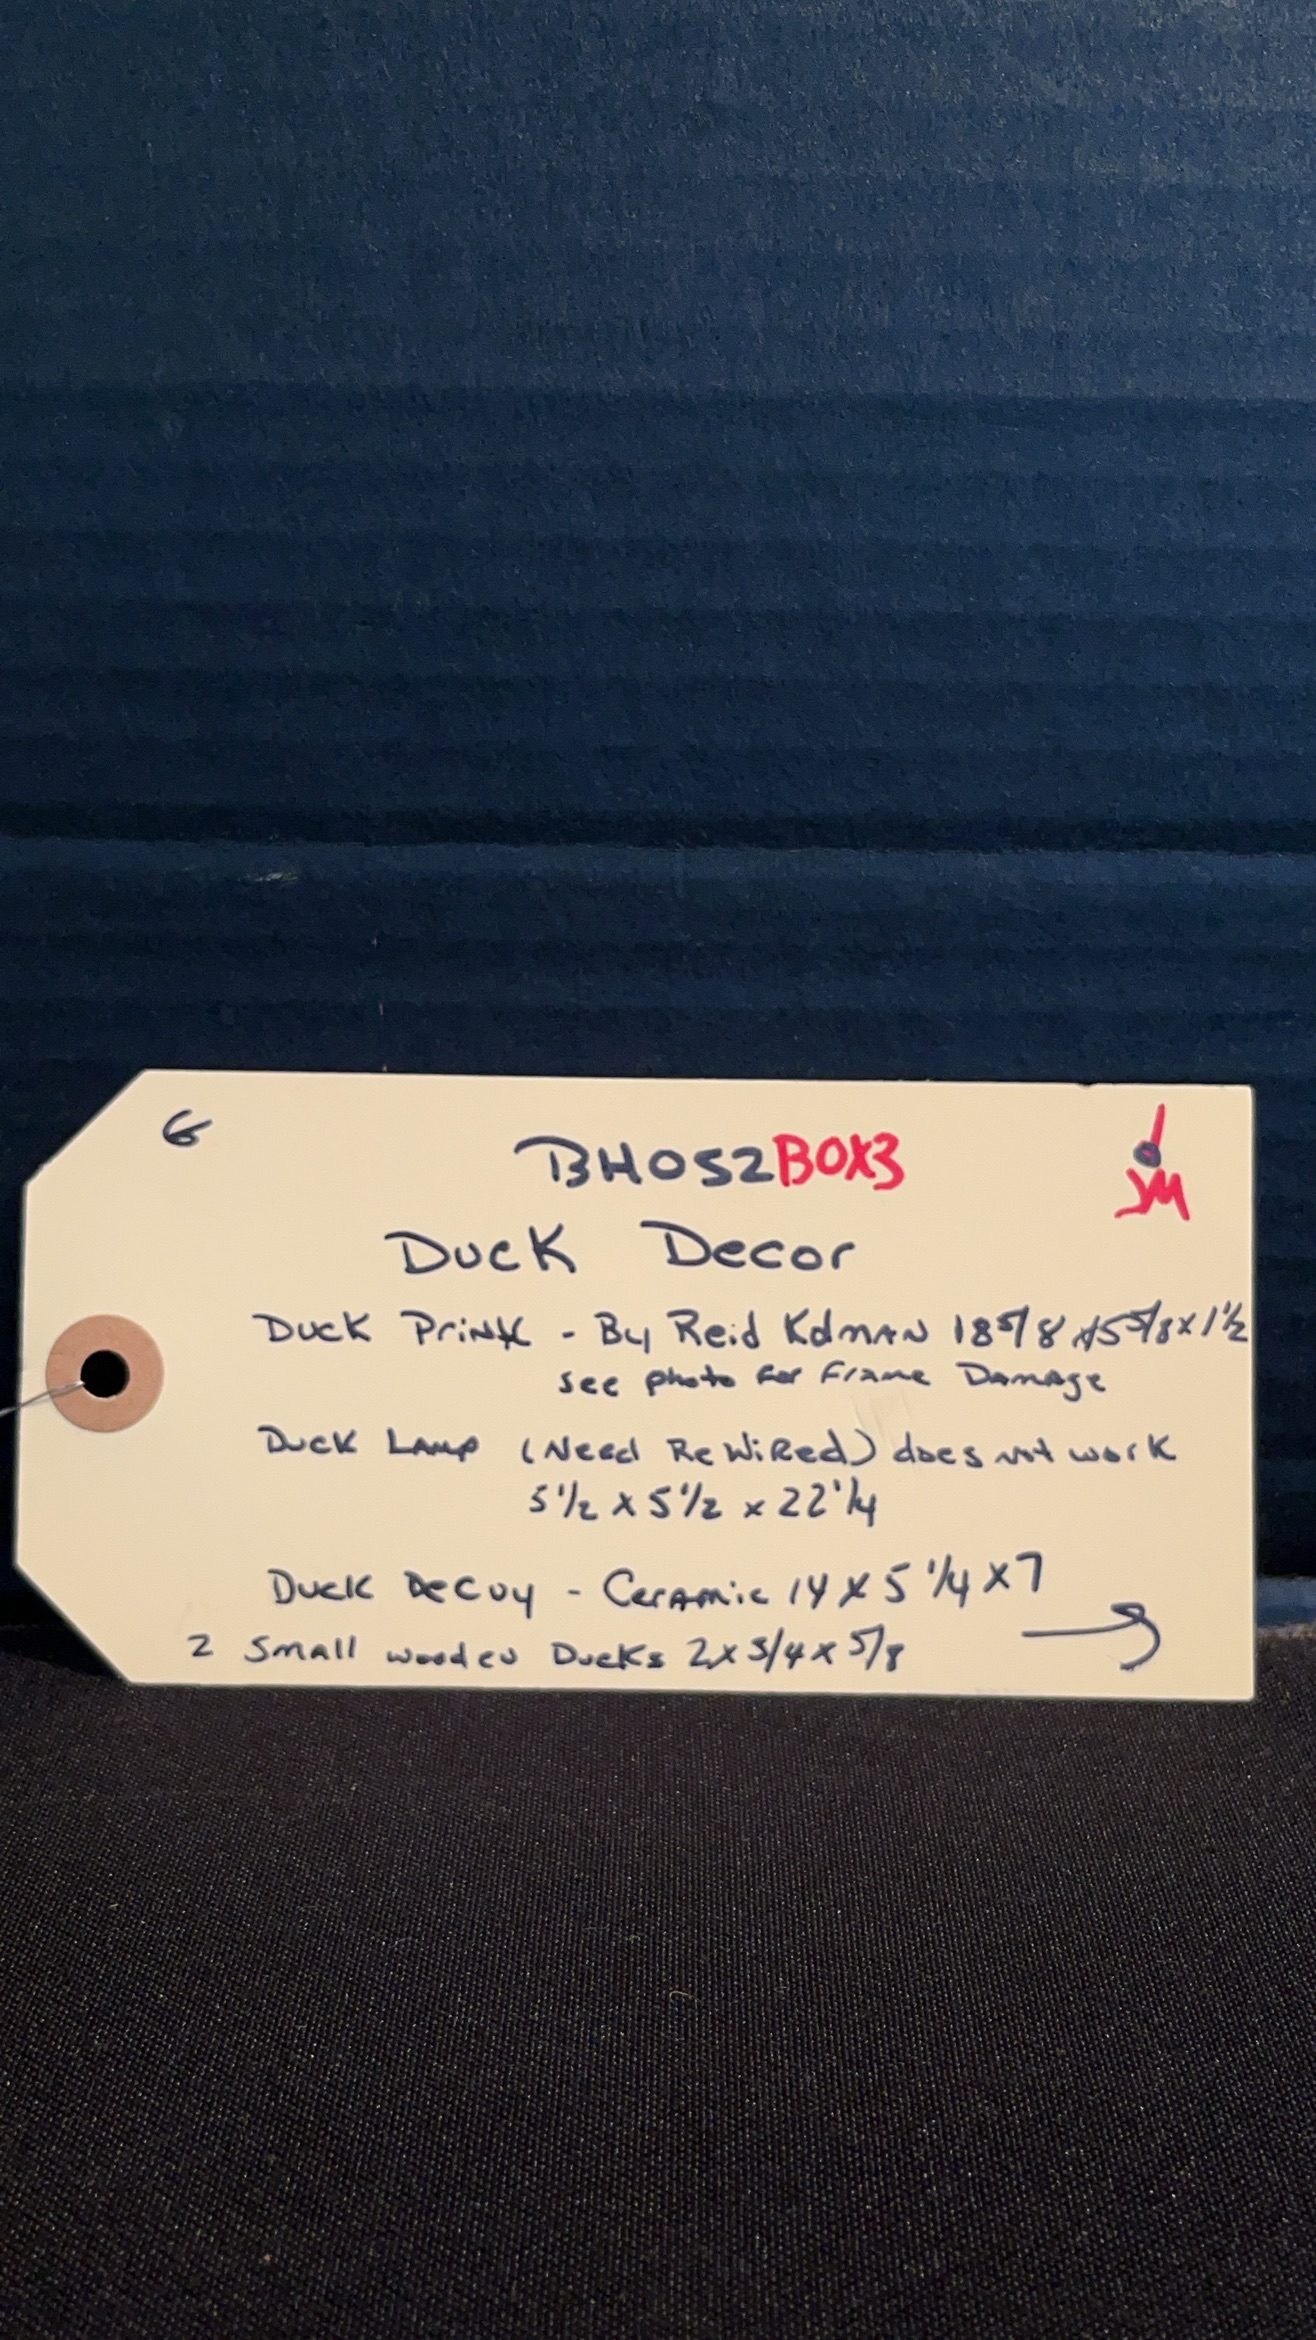 G
BH052BOX3
JM
Duck Decor
Duck Print - By Reid Kdman 18 5/8 x 15 5/8 x 1 1/2
see photo for Frame Damage
Duck Lamp (Need ReWired) does not work
5 1/2 x 5 1/2 x 22 1/4
Duck Decoy - Ceramic 14 x 5 1/4 x 7
2 Small wooden Ducks 2 x 3/4 x 5/8